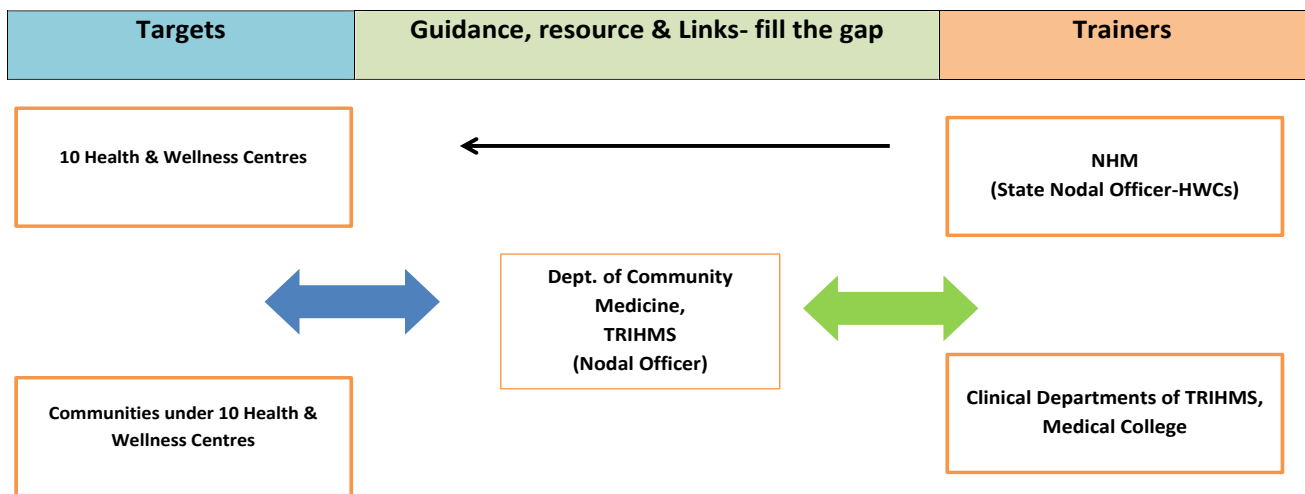 Targets
Guidance, resource & Links- fill the gap
Trainers
10 Health & Wellness Centres
NHM
(State Nodal Officer-HWCs)
Dept. of Community
Medicine,
TRIHMS
(Nodal Officer)
Communities under 10 Health &
Wellness Centres
Clinical Departments of TRIHMS,
Medical College